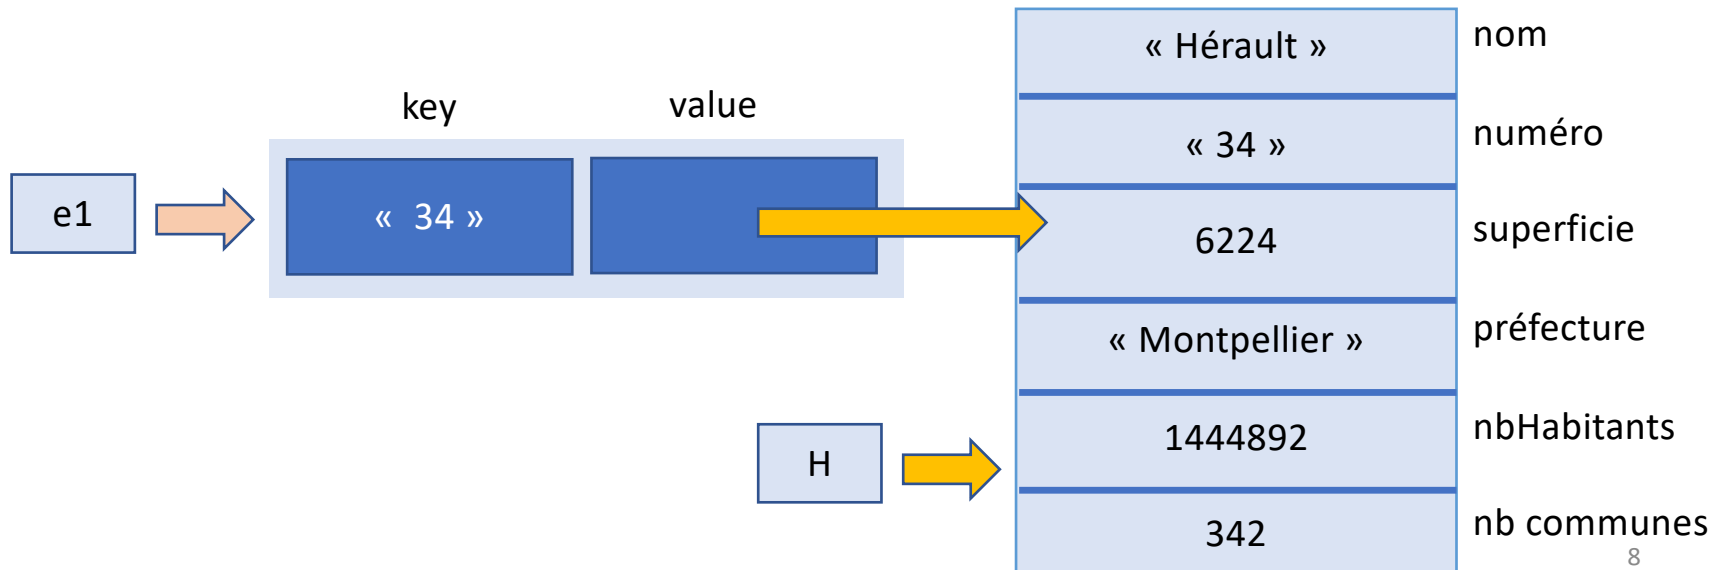 « Hérault »
nom
key
value
« 34 »
numéro
e1
«  34 »
6224
superficie
« Montpellier »
préfecture
H
1444892
nbHabitants
342
nb communes
8